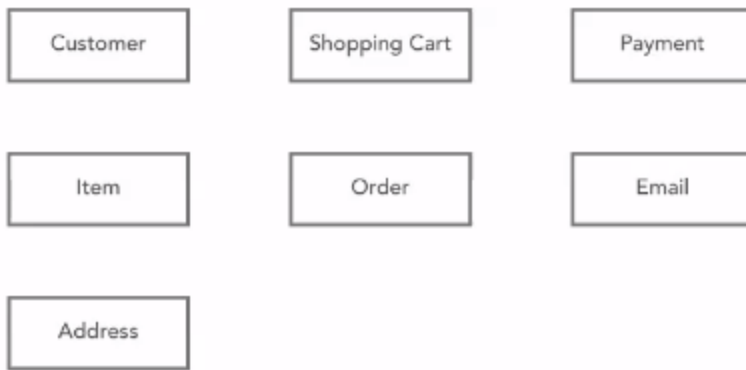 Customer
Shopping Cart
Payment
Item
Order
Email
Address